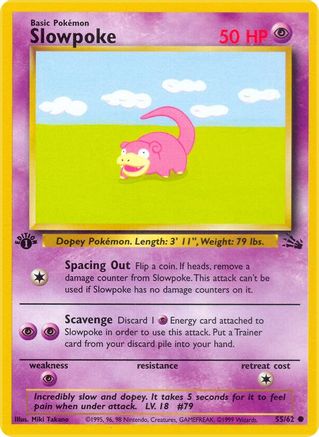 Basic Pokémon
Slowpoke 50 HP
EDITION
1
Dopey Pokémon. Length: 3' 11", Weight: 79 lbs.
Spacing Out Flip a coin. If heads, remove a
damage counter from Slowpoke. This attack can't be
used if Slowpoke has no damage counters on it.
Scavenge Discard 1 Energy card attached to
Slowpoke in order to use this attack. Put a Trainer
card from your discard pile into your hand.
weakness resistance retreat cost
Incredibly slow and dopey. It takes 5 seconds for it to feel
pain when under attack. LV. 18 #79
Illus. Miki Tanaka ©1995, 96, 98 Nintendo, Creatures, GAMEFREAK. ©1999 Wizards. 55/62